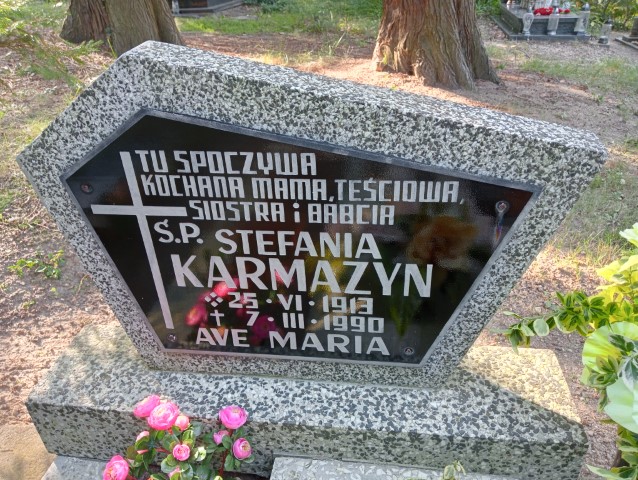 TU SPOCZYWA
KOCHANA MAMA, TEŚCIOWA,
SIOSTRA i BABCIA
Ś.P. STEFANIA
KARMAZYN
25 · VI · 1913
† 7 · III · 1990
AVE MARIA